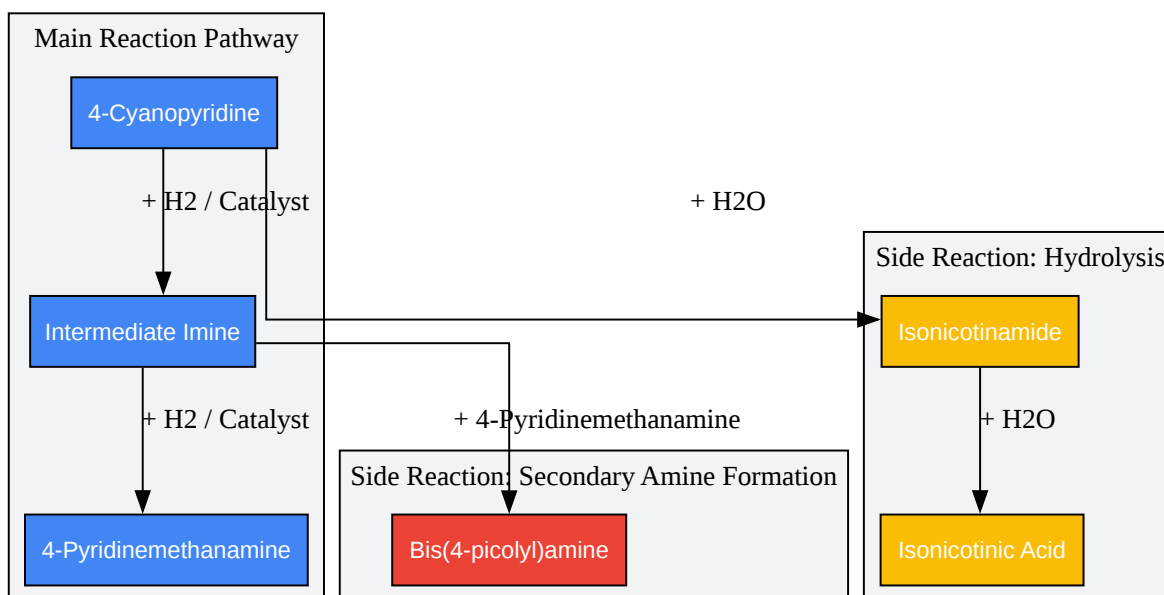 Main Reaction Pathway
4-Cyanopyridine
+ H2 / Catalyst
+ H2O
Side Reaction: Hydrolysis
Intermediate Imine
Isonicotinamide
+ H2 / Catalyst
+ 4-Pyridinemethanamine
+ H2O
Side Reaction: Secondary Amine Formation
4-Pyridinemethanamine
Bis(4-picolyl)amine
Isonicotinic Acid